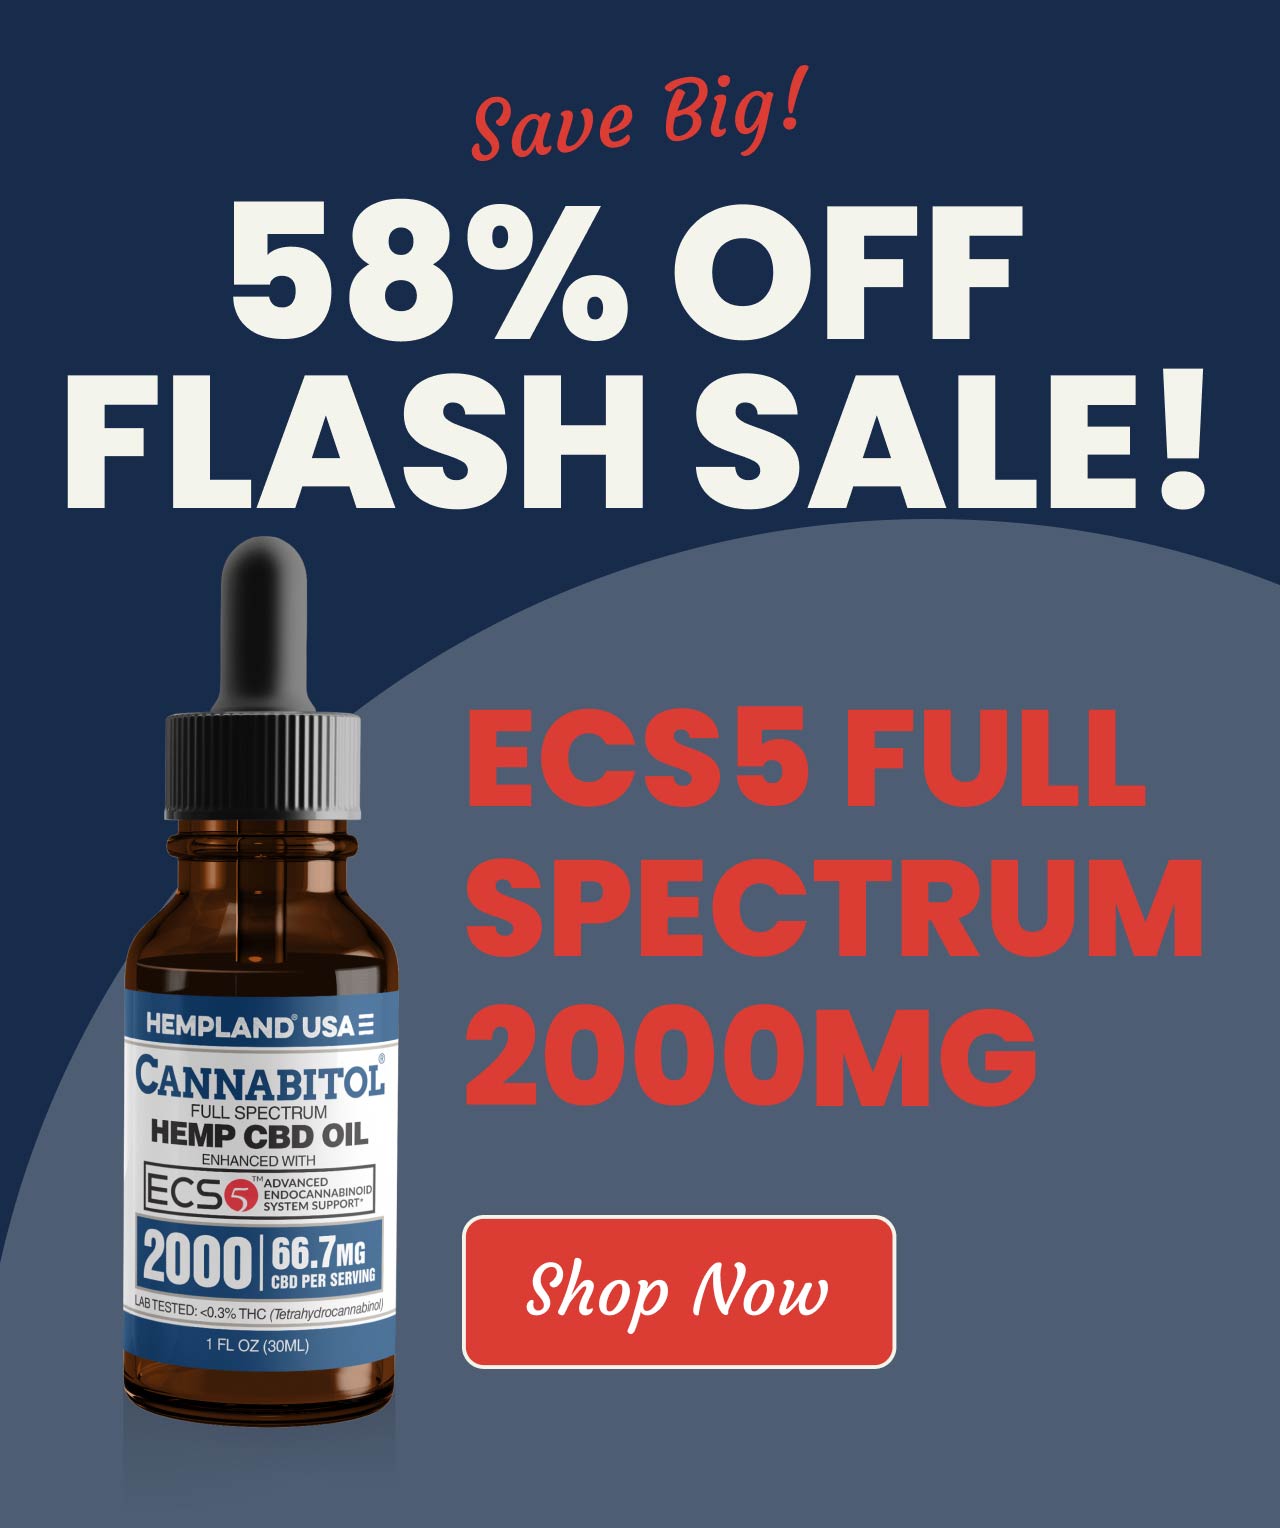 Save Big!
58% OFF
FLASH SALE!
ECS5 FULL
SPECTRUM
2000MG
Shop Now
HEMPLAND® USA
CANNABITOL®
FULL SPECTRUM
HEMP CBD OIL
ENHANCED WITH
ECS5™ ADVANCED
ENDOCANNABINOID
SYSTEM SUPPORT*
2000 66.7MG
CBD PER SERVING
LAB TESTED: <0.3% THC (Tetrahydrocannabinol)
1 FL OZ (30ML)